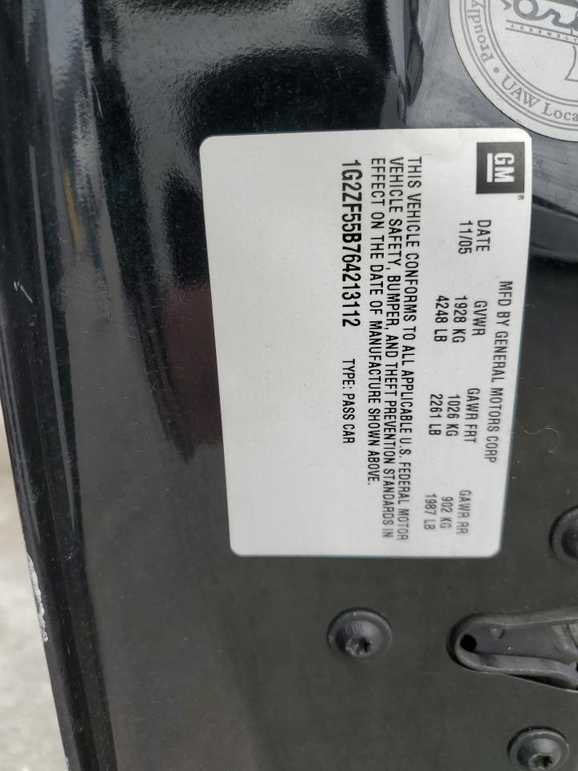 Proudly
UAW Loca
GM
MFD BY GENERAL MOTORS CORP
DATE GVWR GAWR FRT GAWR RR
11/05 1928 KG 1026 KG 902 KG
4248 LB 2261 LB 1987 LB
THIS VEHICLE CONFORMS TO ALL APPLICABLE U.S. FEDERAL MOTOR
VEHICLE SAFETY, BUMPER, AND THEFT PREVENTION STANDARDS IN
EFFECT ON THE DATE OF MANUFACTURE SHOWN ABOVE.
1G2ZF55B764213112 TYPE: PASS CAR